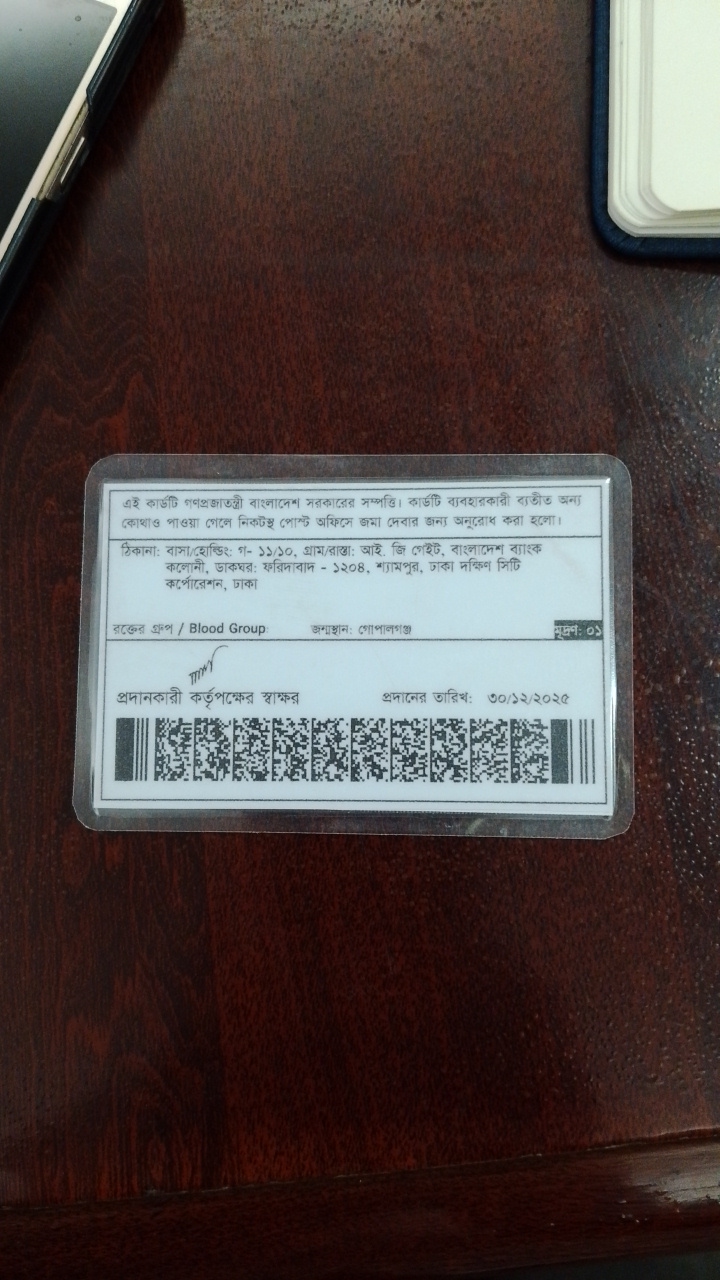 এই কার্ডটি গণপ্রজাতন্ত্রী বাংলাদেশ সরকারের সম্পত্তি। কার্ডটি ব্যবহারকারী ব্যতীত অন্য
কোথাও পাওয়া গেলে নিকটস্থ পোস্ট অফিসে জমা দেবার জন্য অনুরোধ করা হলো।
ঠিকানা: বাসা/হোল্ডিং: গ- ১১/১০, গ্রাম/রাস্তা: আই. জি গেইট, বাংলাদেশ ব্যাংক
কলোনী, ডাকঘর: ফরিদাবাদ - ১২০৪, শ্যামপুর, ঢাকা দক্ষিণ সিটি
কর্পোরেশন, ঢাকা
রক্তের গ্রুপ / Blood Group: জন্মস্থান: গোপালগঞ্জ মুদ্রণ: ০১
প্রদানকারী কর্তৃপক্ষের স্বাক্ষর প্রদানের তারিখ: ৩০/১২/২০২৫